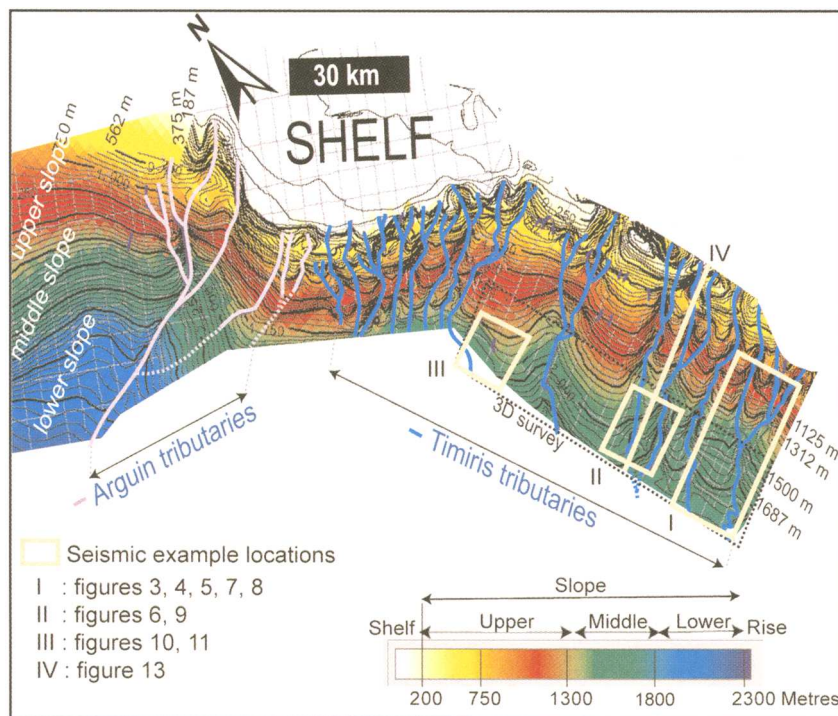 N
30 km
SHELF
562
375 m
187 m
upper slope
middle slope
lower slope
IV
III
3D survey
II
I
1125 m
1312 m
1500 m
1687 m
Arguin tributaries
Timiris tributaries
Seismic example locations
I : figures 3, 4, 5, 7, 8
II : figures 6, 9
III : figures 10, 11
IV : figure 13
Slope
Shelf Upper Middle Lower Rise
200 750 1300 1800 2300 Metres